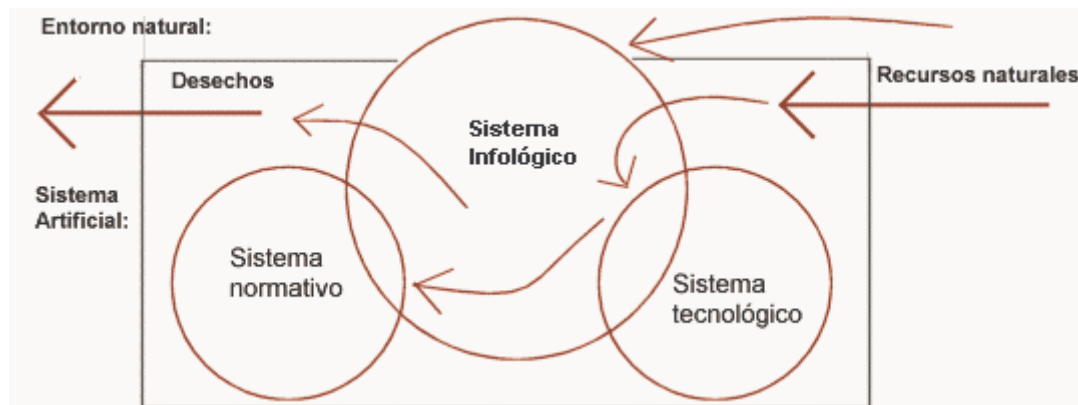 Entorno natural:
Desechos
Recursos naturales
Sistema
Infológico
Sistema
Artificial:
Sistema
normativo
Sistema
tecnológico